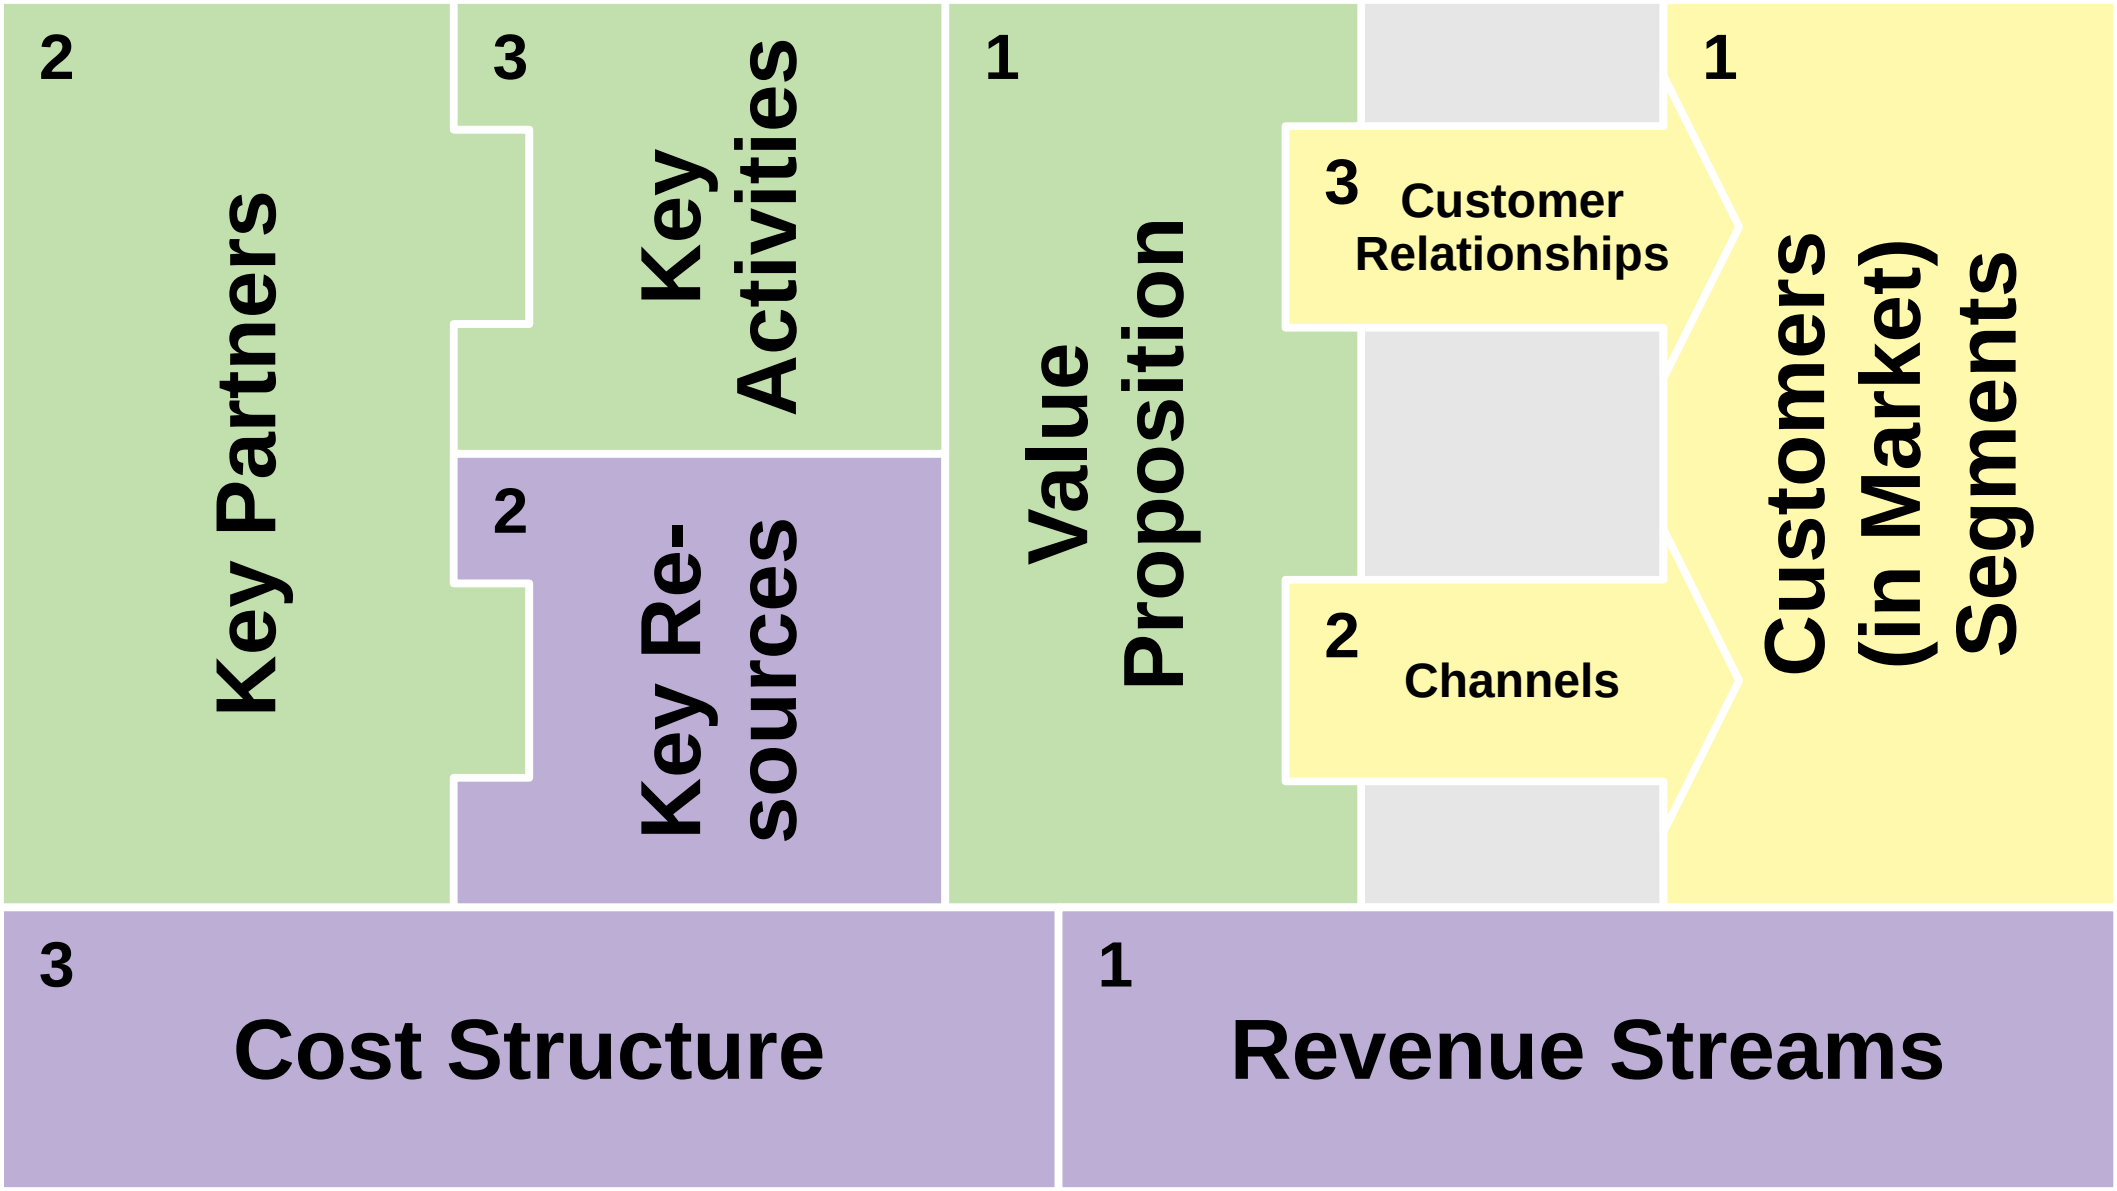 2
Key Partners
3
Key
Activities
2
Key Re-
sources
1
Value
Proposition
3
Customer
Relationships
2
Channels
1
Customers
(in Market)
Segments
3
Cost Structure
1
Revenue Streams